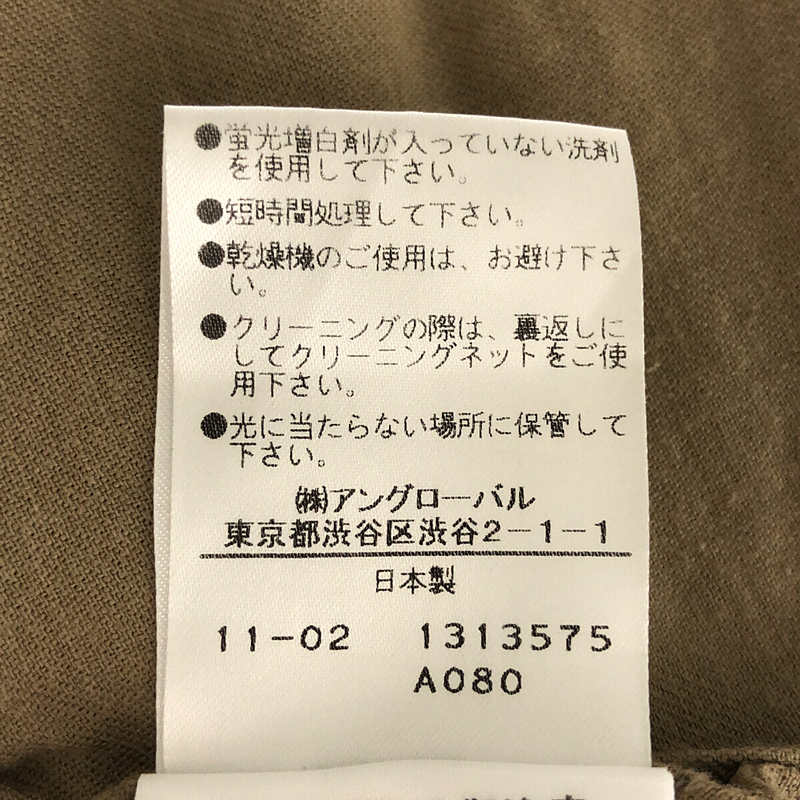 ●蛍光増白剤が入っていない洗剤
を使用して下さい。
●短時間処理して下さい。
●乾燥機のご使用は、お避け下さ
い。
●クリーニングの際は、裏返しに
してクリーニングネットをご使
用下さい。
●光に当たらない場所に保管して
下さい。
㈱アングローバル
東京都渋谷区渋谷2-1-1
日本製
11-02 1313575
A080